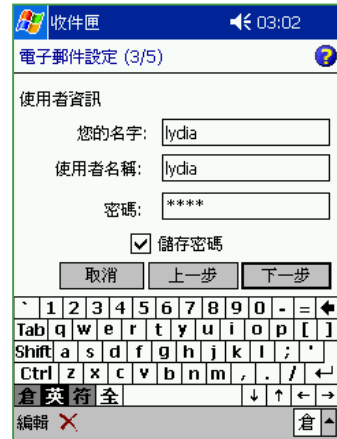 收件匣 03:02
電子郵件設定 (3/5) ?
使用者資訊
您的名字: lydia
使用者名稱: lydia
密碼: ****
儲存密碼
取消 上一步 下一步
` 1 2 3 4 5 6 7 8 9 0 - =
Tab q w e r t y u i o p [ ]
Shift a s d f g h j k l ; '
Ctrl z x c v b n m , . /
倉 英 符 全
編輯 倉